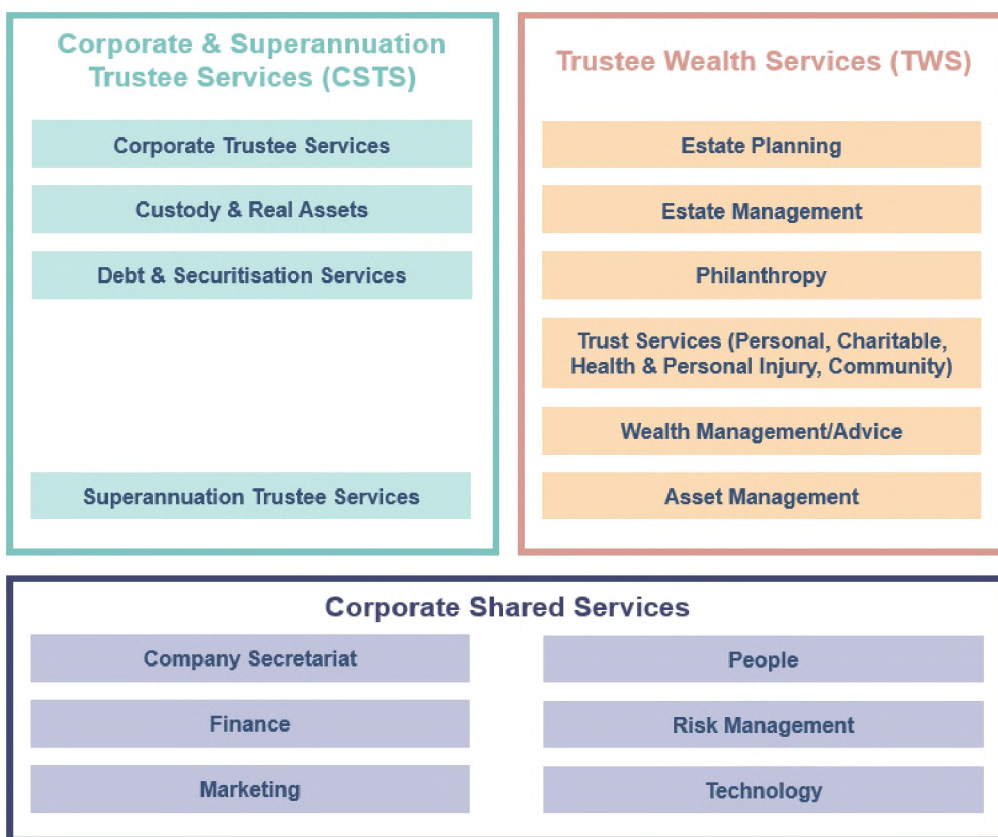 Corporate & Superannuation
Trustee Services (CSTS)
Corporate Trustee Services
Custody & Real Assets
Debt & Securitisation Services
Superannuation Trustee Services
Trustee Wealth Services (TWS)
Estate Planning
Estate Management
Philanthropy
Trust Services (Personal, Charitable,
Health & Personal Injury, Community)
Wealth Management/Advice
Asset Management
Corporate Shared Services
Company Secretariat
Finance
Marketing
People
Risk Management
Technology